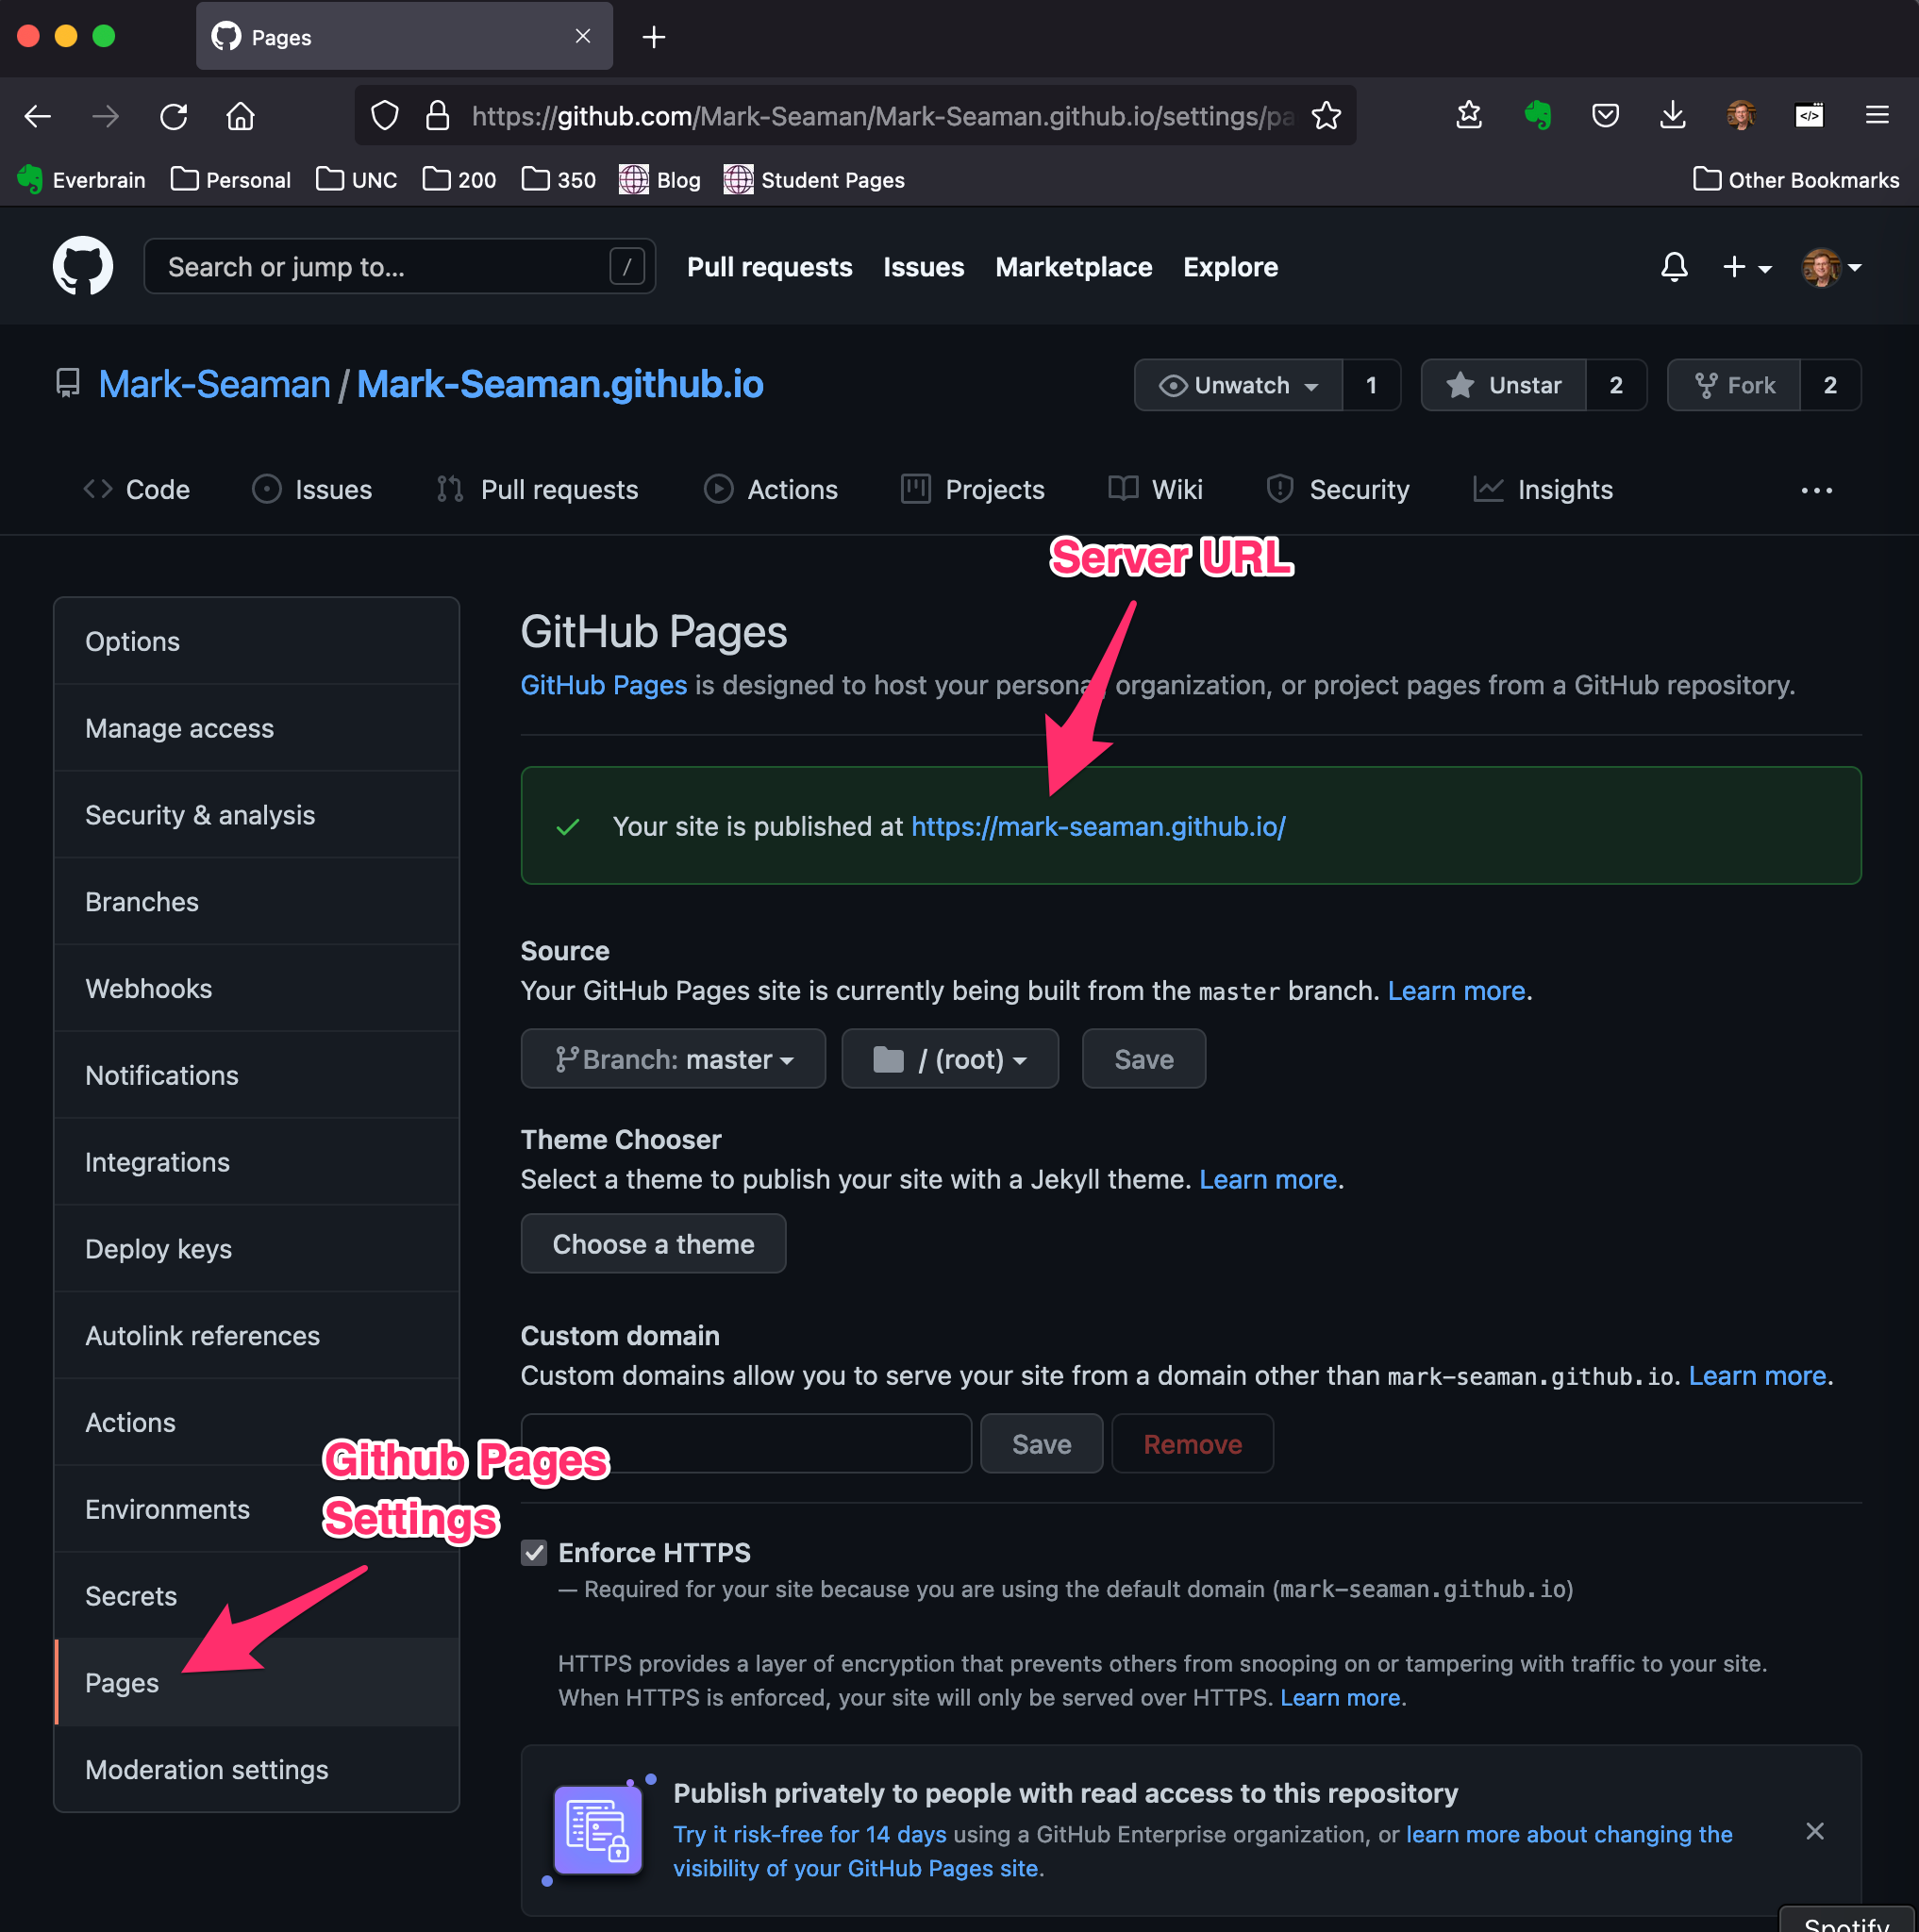 Pages
https://github.com/Mark-Seaman/Mark-Seaman.github.io/settings/pa
Everbrain Personal UNC 200 350 Blog Student Pages Other Bookmarks
Search or jump to... / Pull requests Issues Marketplace Explore
Mark-Seaman / Mark-Seaman.github.io Unwatch 1 Unstar 2 Fork 2
Code Issues Pull requests Actions Projects Wiki Security Insights
Server URL
Options
Manage access
Security & analysis
Branches
Webhooks
Notifications
Integrations
Deploy keys
Autolink references
Actions
Environments
Secrets
Pages
Moderation settings
Github Pages
Settings
GitHub Pages
GitHub Pages is designed to host your persona, organization, or project pages from a GitHub repository.
Your site is published at https://mark-seaman.github.io/
Source
Your GitHub Pages site is currently being built from the master branch. Learn more.
Branch: master / (root) Save
Theme Chooser
Select a theme to publish your site with a Jekyll theme. Learn more.
Choose a theme
Custom domain
Custom domains allow you to serve your site from a domain other than mark-seaman.github.io. Learn more.
Save Remove
Enforce HTTPS
— Required for your site because you are using the default domain (mark-seaman.github.io)
HTTPS provides a layer of encryption that prevents others from snooping on or tampering with traffic to your site.
When HTTPS is enforced, your site will only be served over HTTPS. Learn more.
Publish privately to people with read access to this repository
Try it risk-free for 14 days using a GitHub Enterprise organization, or learn more about changing the
visibility of your GitHub Pages site.
Spotify